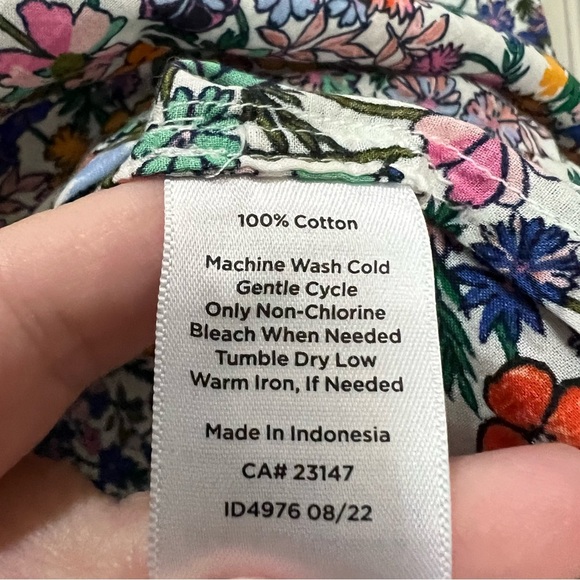 100% Cotton
Machine Wash Cold
Gentle Cycle
Only Non-Chlorine
Bleach When Needed
Tumble Dry Low
Warm Iron, If Needed
Made In Indonesia
CA# 23147
ID4976 08/22